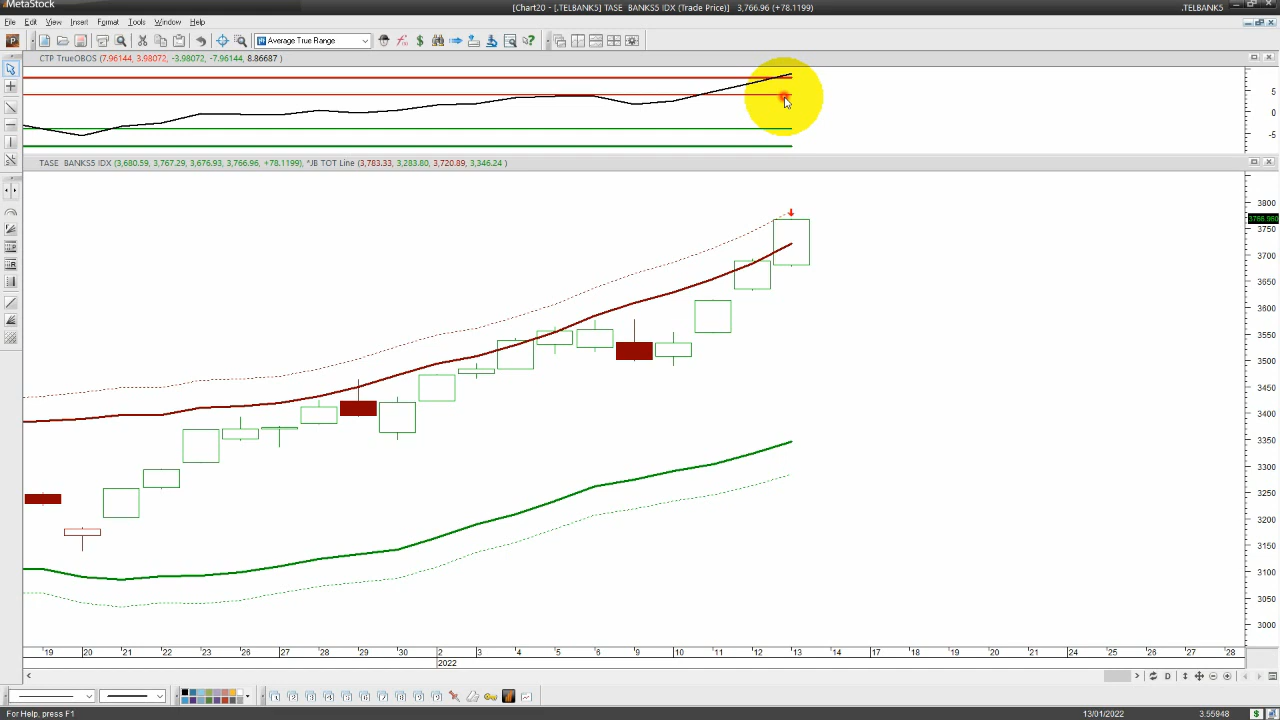 MetaStock
[Chart20 - [.TELBANK5] TASE BANKS5 IDX (Trade Price)] 3,766.96 (+78.1199)
.TELBANK5
File Edit View Insert Format Tools Window Help
Average True Range
CTP TrueOBOS (7.96144, 3.98072, -3.98072, -7.96144, 8.86687 )
5
0
-5
TASE BANKS5 IDX (3,680.59, 3,767.29, 3,676.93, 3,766.96, +78.1199), *JB TOT Line (3,783.33, 3,283.80, 3,720.89, 3,346.24 )
3800
3766.960
3750
3700
3650
3600
3550
3500
3450
3400
3350
3300
3250
3200
3150
3100
3050
3000
19 20 21 22 23 26 27 28 29 30 2 3 4 5 6 9 10 11 12 13 14 17 18 19 20 21 24 25 26 27 28
2022
For Help, press F1
13/01/2022
3.55948